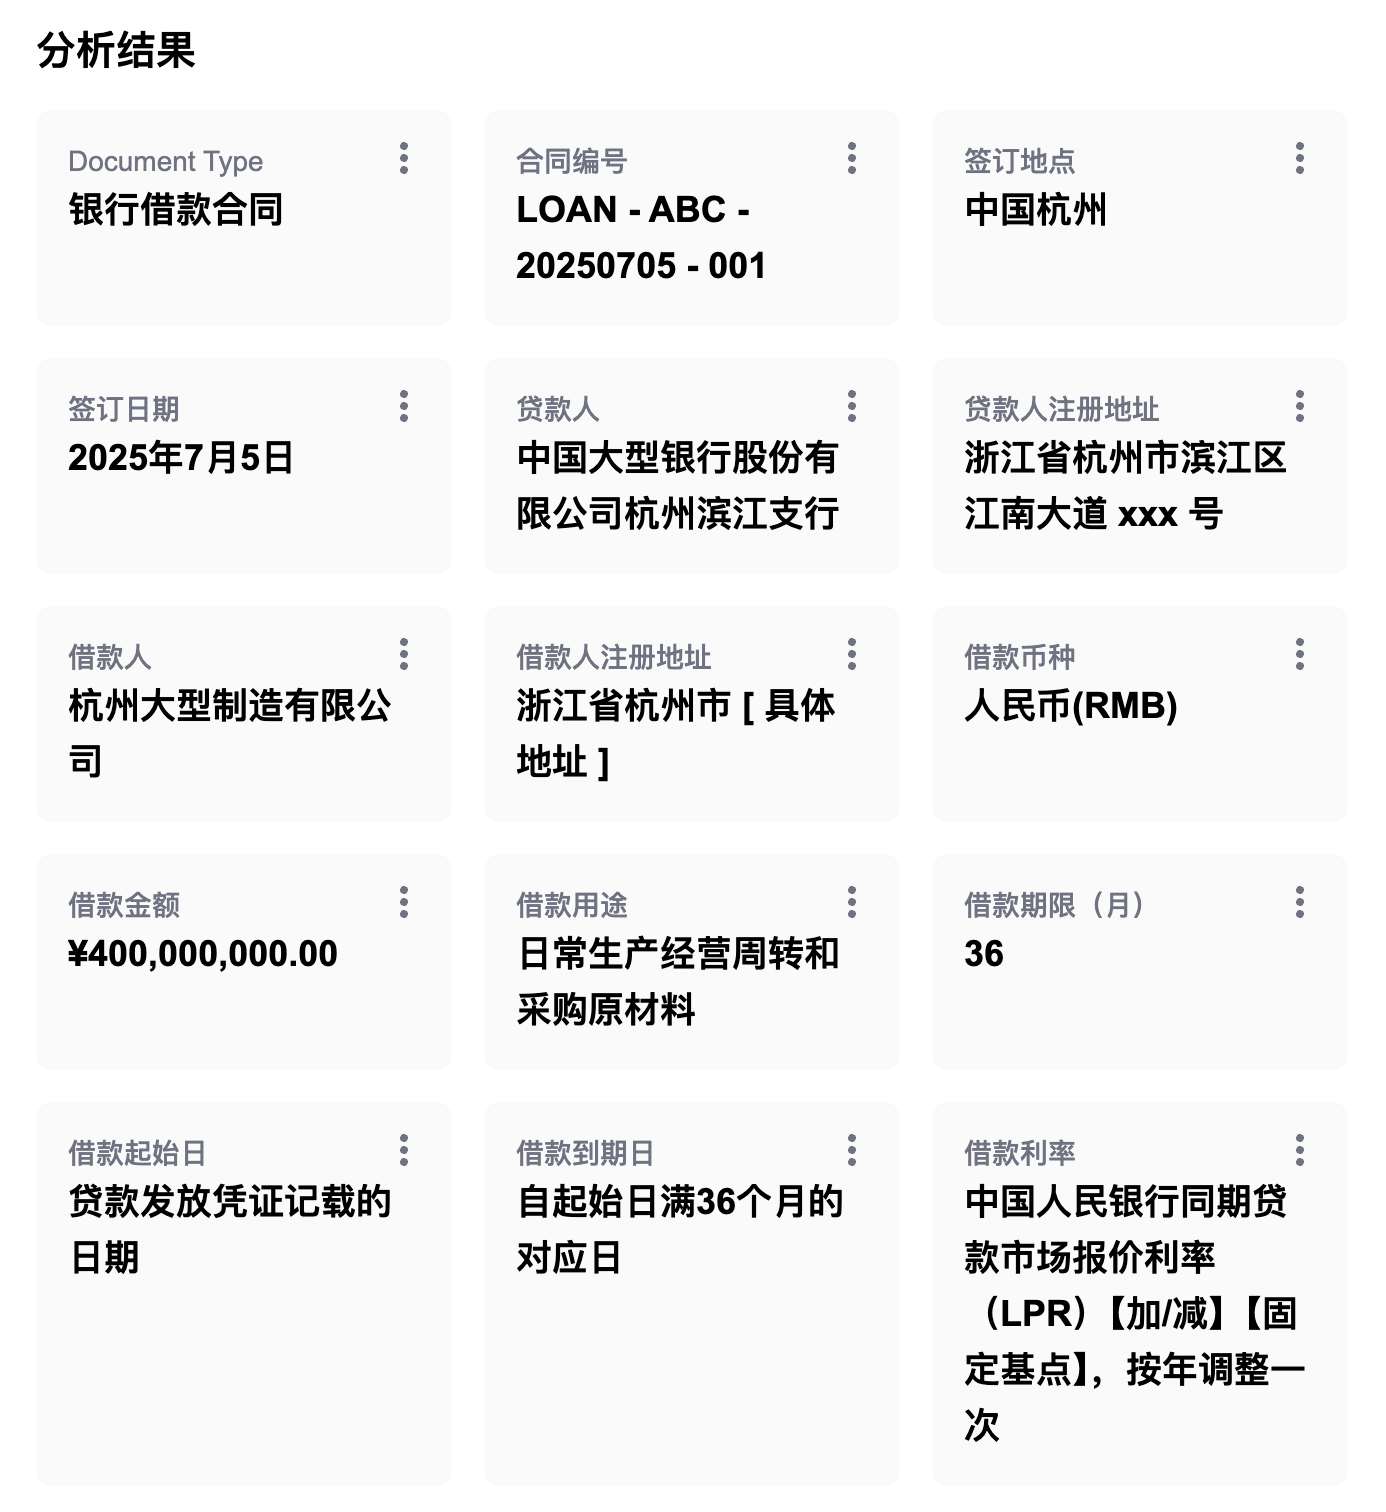 分析结果
Document Type
银行借款合同
合同编号
LOAN - ABC -
20250705 - 001
签订地点
中国杭州
签订日期
2025年7月5日
贷款人
中国大型银行股份有
限公司杭州滨江支行
贷款人注册地址
浙江省杭州市滨江区
江南大道 xxx 号
借款人
杭州大型制造有限公
司
借款人注册地址
浙江省杭州市 [ 具体
地址 ]
借款币种
人民币(RMB)
借款金额
¥400,000,000.00
借款用途
日常生产经营周转和
采购原材料
借款期限（月）
36
借款起始日
贷款发放凭证记载的
日期
借款到期日
自起始日满36个月的
对应日
借款利率
中国人民银行同期贷
款市场报价利率
（LPR）【加/减】【固
定基点】，按年调整一
次